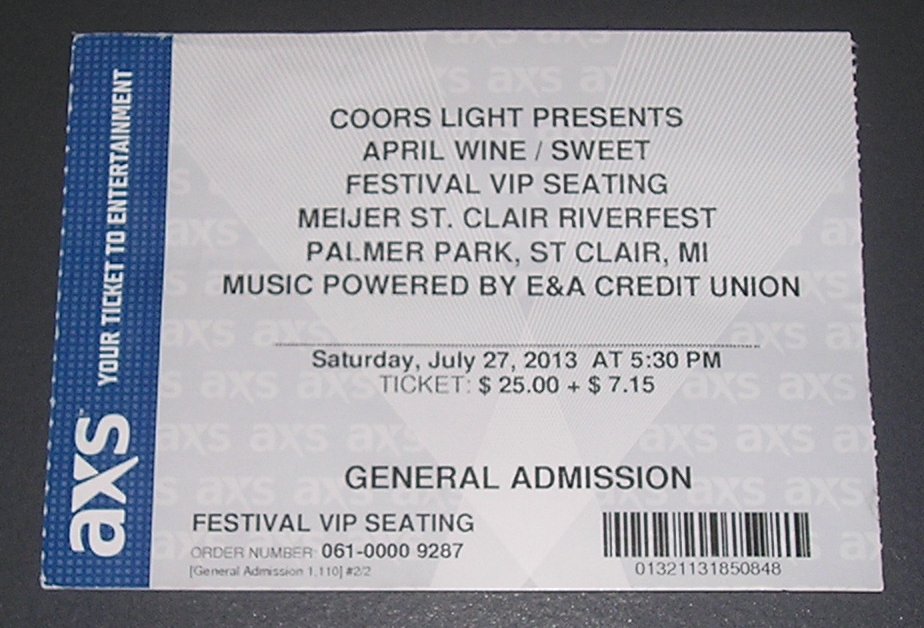 COORS LIGHT PRESENTS
APRIL WINE / SWEET
FESTIVAL VIP SEATING
MEIJER ST. CLAIR RIVERFEST
PALMER PARK, ST CLAIR, MI
MUSIC POWERED BY E&A CREDIT UNION
Saturday, July 27, 2013 AT 5:30 PM
TICKET: $ 25.00 + $ 7.15
GENERAL ADMISSION
FESTIVAL VIP SEATING
ORDER NUMBER: 061-0000 9287
[General Admission 1,110] #2/2
01321131850848
axs YOUR TICKET TO ENTERTAINMENT